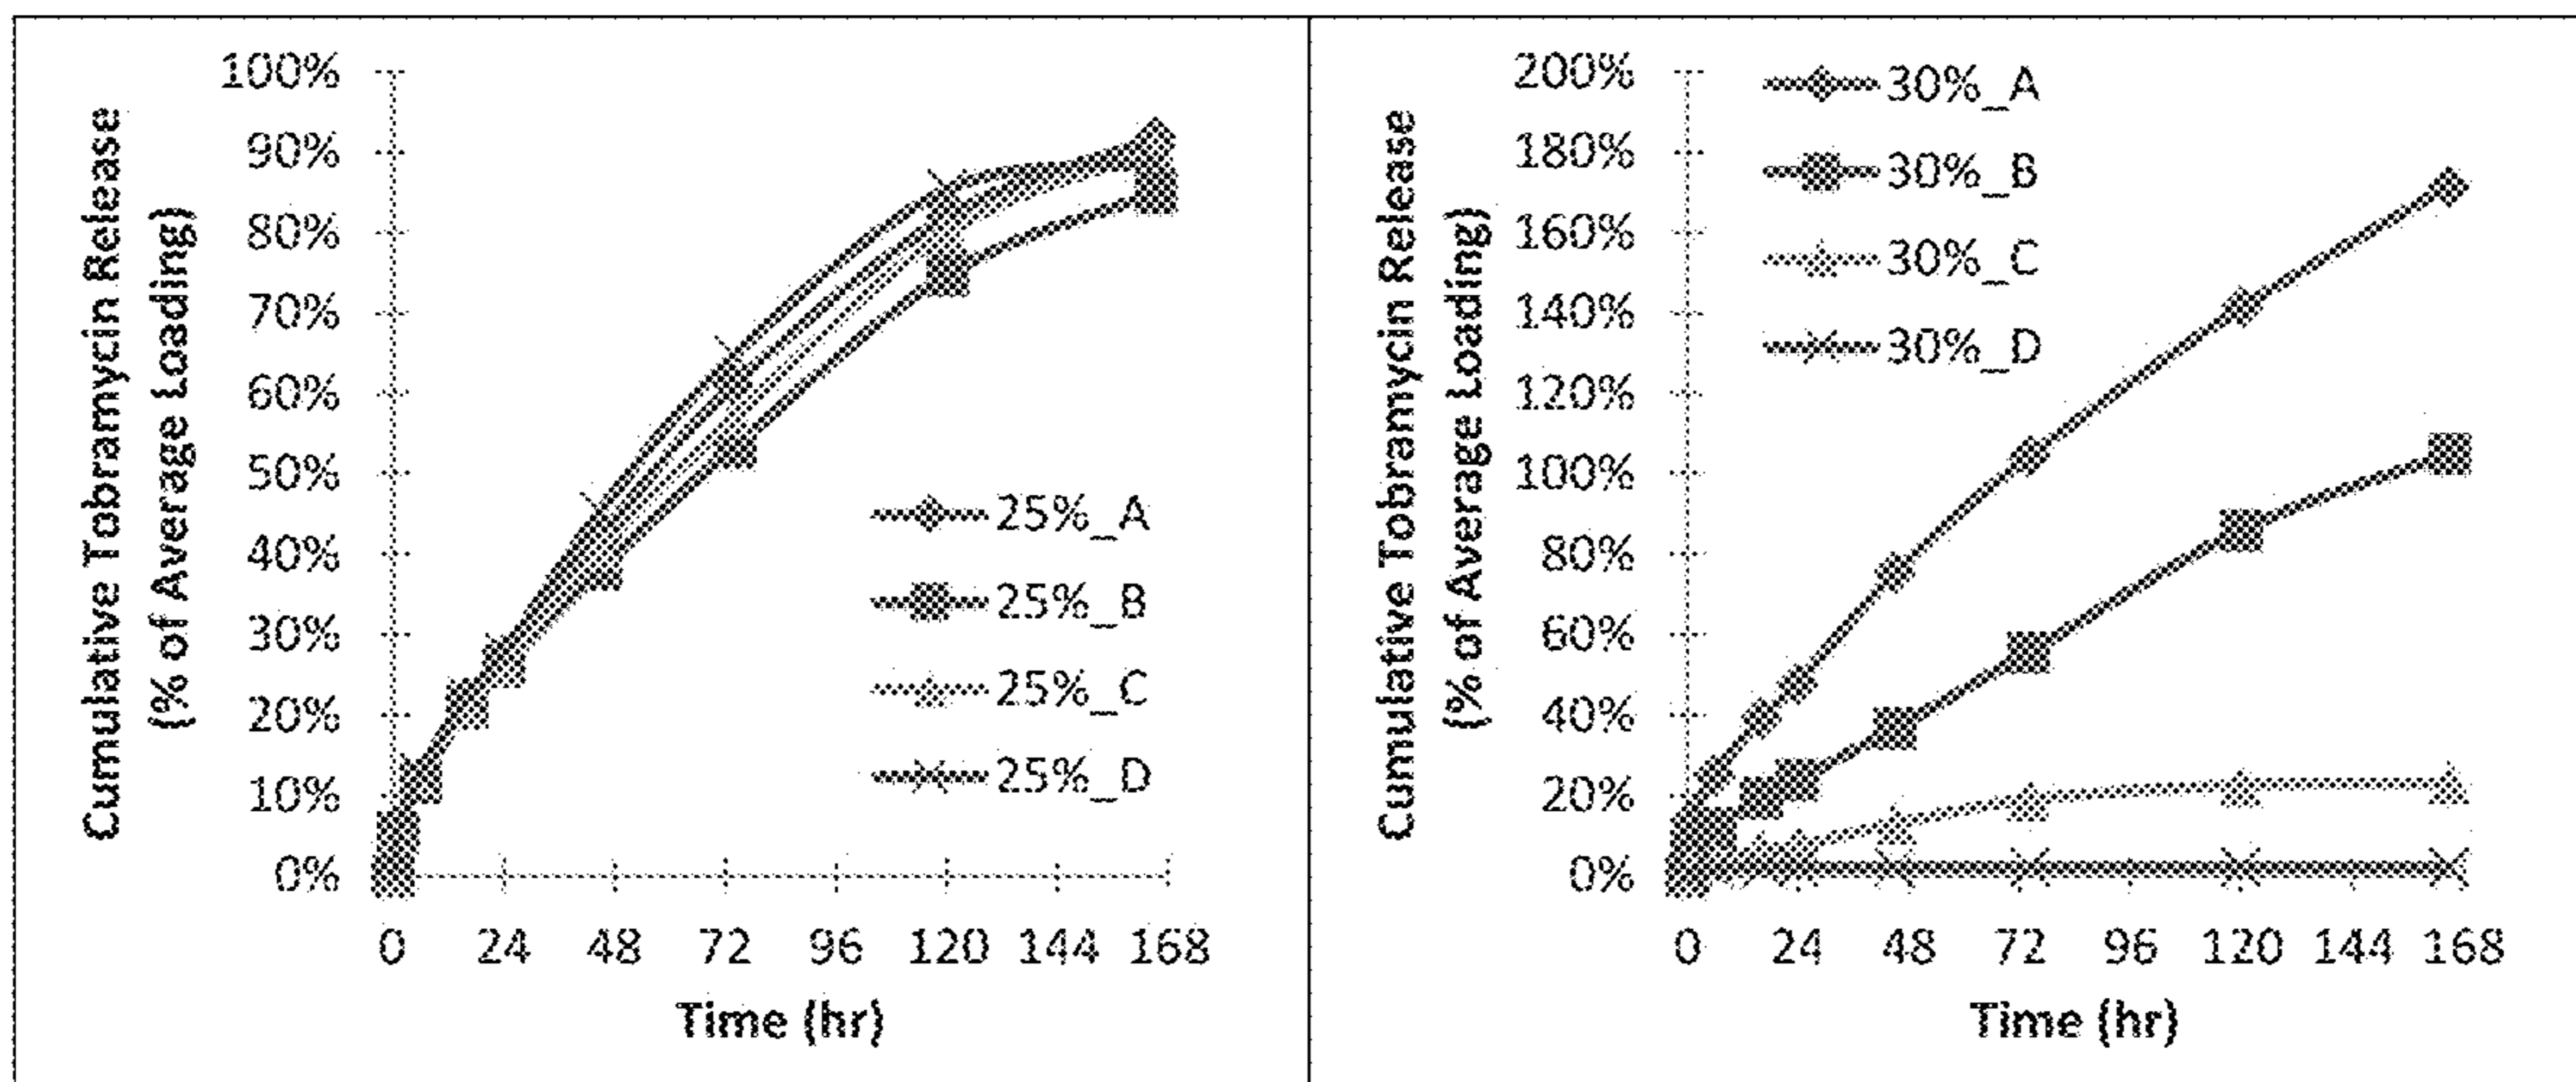 Cumulative Tobramycin Release
(% of Average Loading)
100%
90%
80%
70%
60%
50%
40%
30%
20%
10%
0%
0 24 48 72 96 120 144 168
Time (hr)
25%_A
25%_B
25%_C
25%_D
Cumulative Tobramycin Release
(% of Average Loading)
200%
180%
160%
140%
120%
100%
80%
60%
40%
20%
0%
0 24 48 72 96 120 144 168
Time (hr)
30%_A
30%_B
30%_C
30%_D